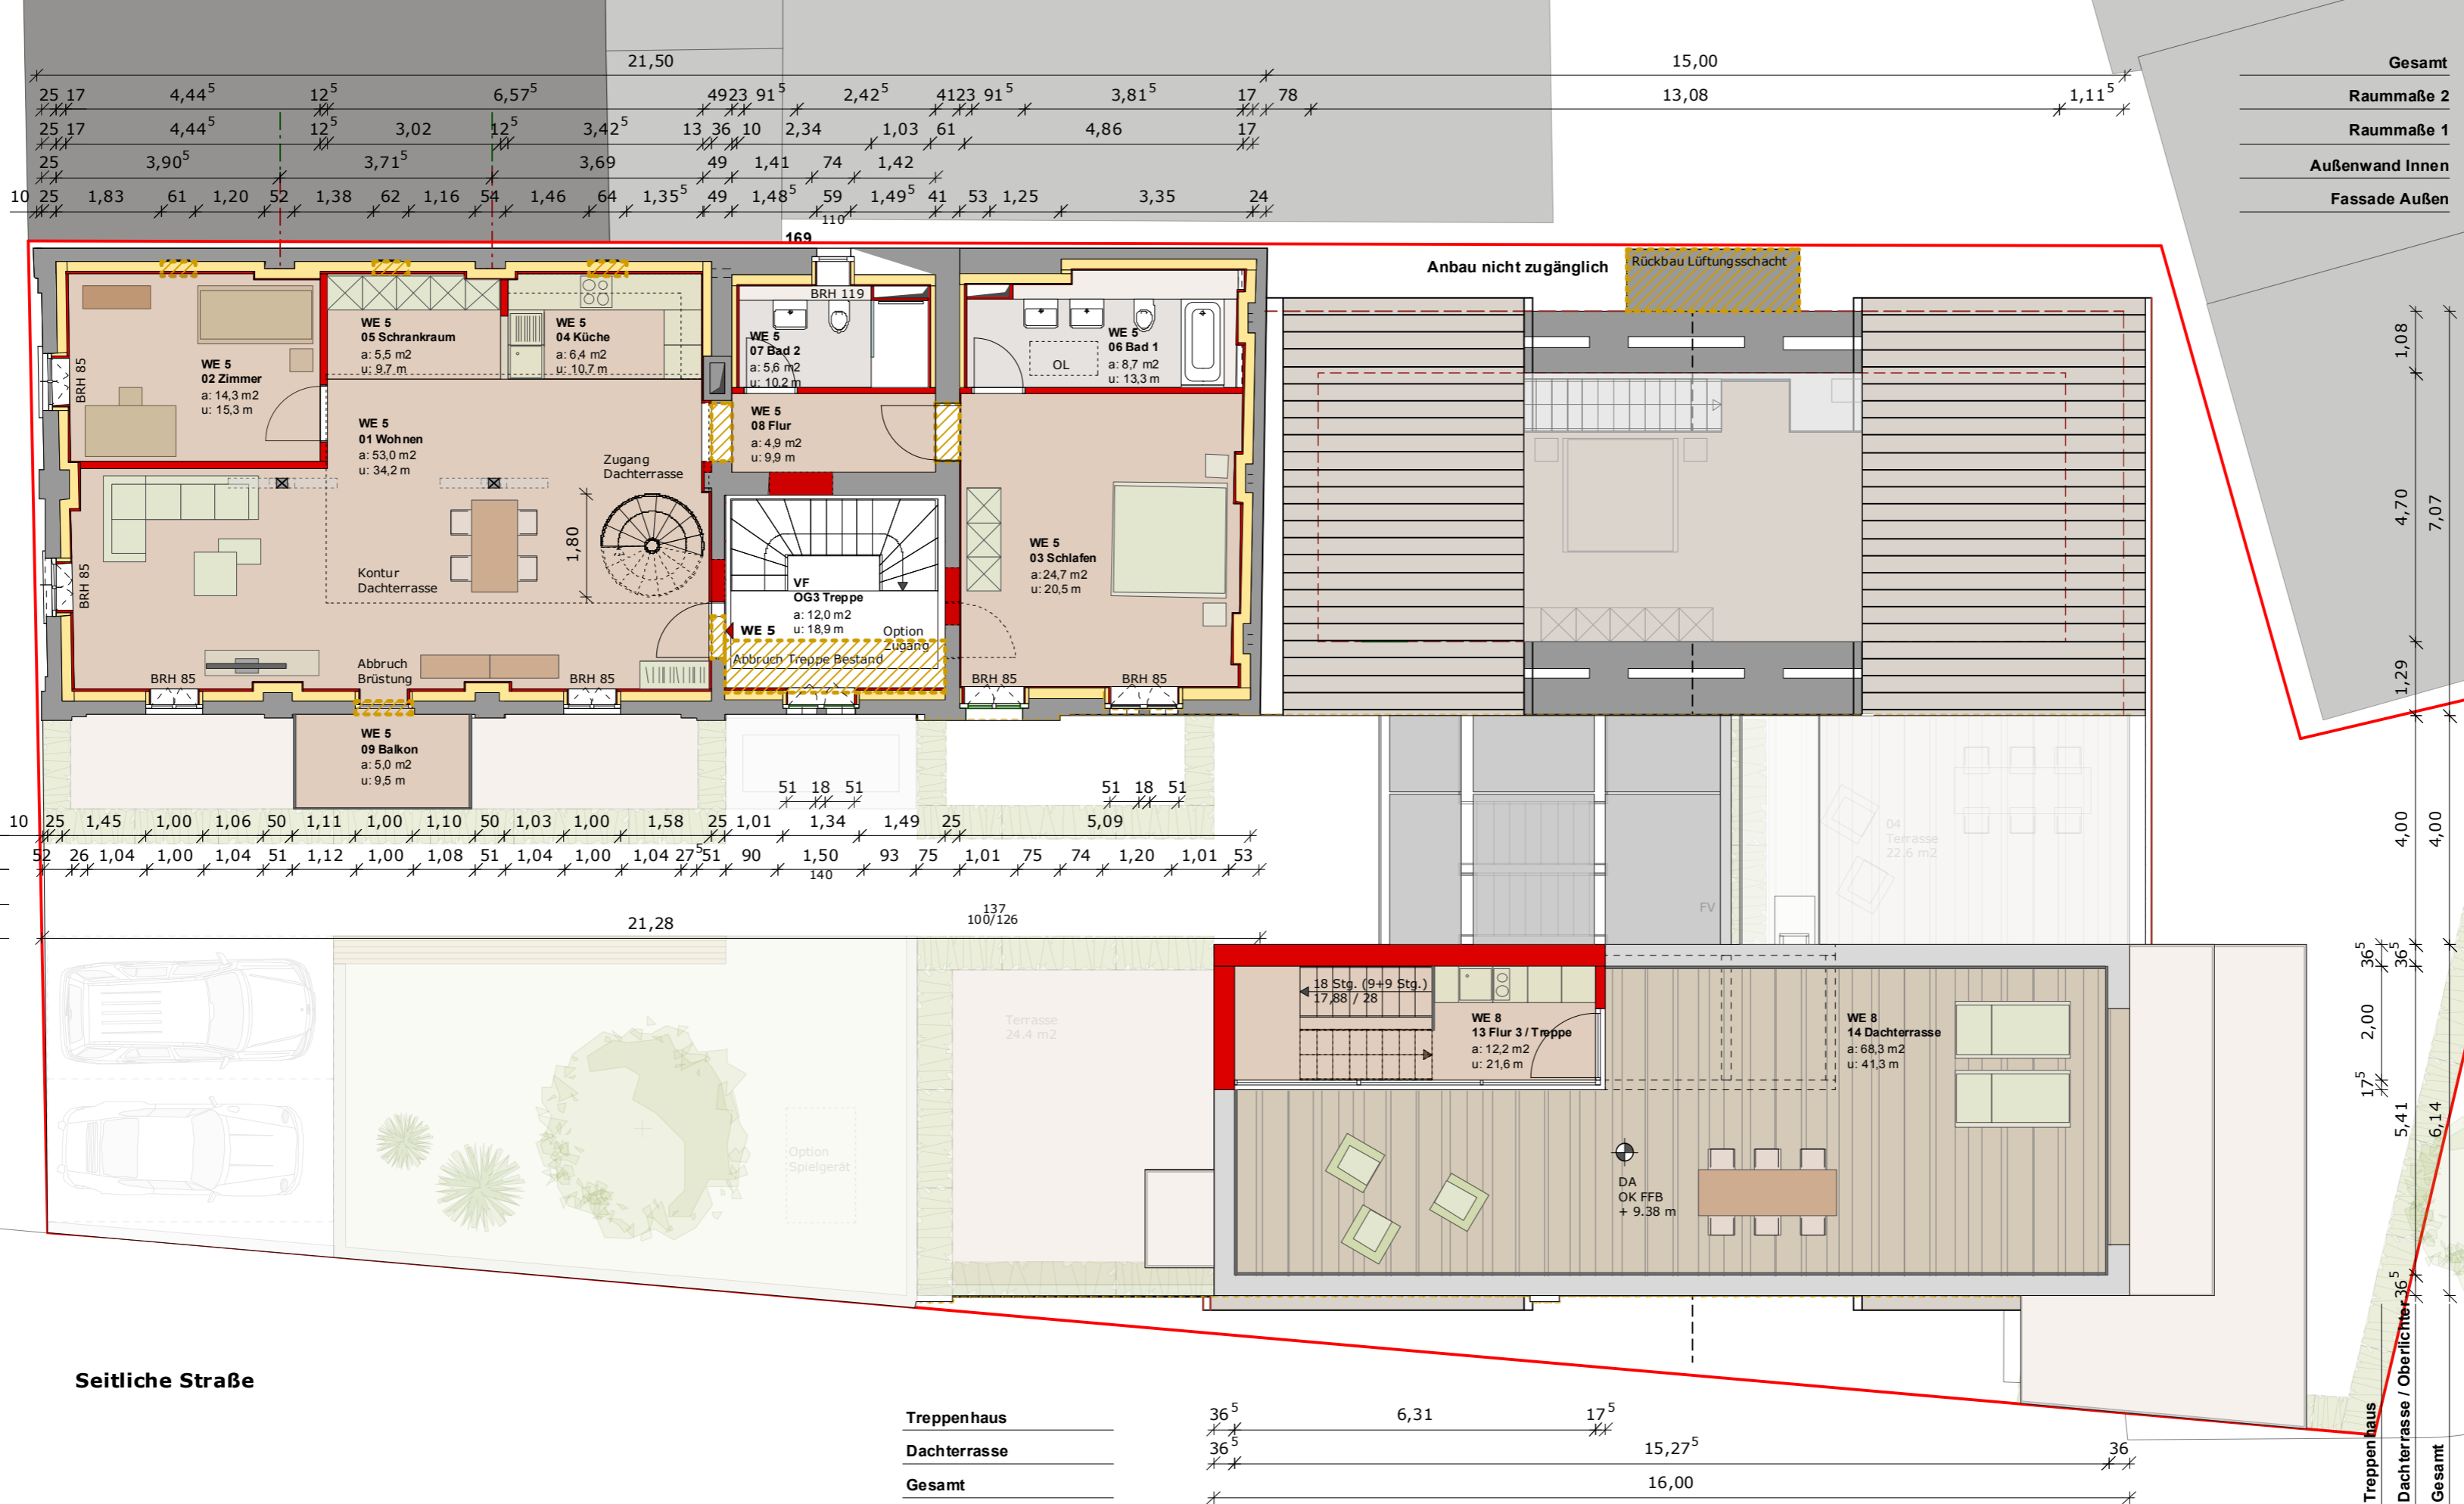 21,50 15,00 Gesamt
25 17 4,44⁵ 12⁵ 6,57⁵ 49 23 91⁵ 2,42⁵ 41 23 91⁵ 3,81⁵ 17 78 13,08 1,11⁵ Raummaße 2
25 17 4,44⁵ 12⁵ 3,02 12⁵ 3,42⁵ 13 36 10 2,34 1,03 61 4,86 17 Raummaße 1
25 3,90⁵ 3,71⁵ 3,69 49 1,41 74 1,42 Außenwand Innen
10 25 1,83 61 1,20 52 1,38 62 1,16 54 1,46 64 1,35⁵ 49 1,48⁵ 59 1,49⁵ 41 53 1,25 3,35 24 Fassade Außen
110
169
Anbau nicht zugänglich
Rückbau Lüftungsschacht
BRH 119
BRH 85
WE 5
02 Zimmer
a: 14,3 m2
u: 15,3 m
WE 5
05 Schrankraum
a: 5,5 m2
u: 9,7 m
WE 5
04 Küche
a: 6,4 m2
u: 10,7 m
WE 5
07 Bad 2
a: 5,6 m2
u: 10,2 m
OL
WE 5
06 Bad 1
a: 8,7 m2
u: 13,3 m
WE 5
01 Wohnen
a: 53,0 m2
u: 34,2 m
WE 5
08 Flur
a: 4,9 m2
u: 9,9 m
Zugang
Dachterrasse
1,80
BRH 85
Kontur
Dachterrasse
VF
OG3 Treppe
a: 12,0 m2
u: 18,9 m
WE 5
Option
Zugang
Abbruch Treppe Bestand
WE 5
03 Schlafen
a: 24,7 m2
u: 20,5 m
Abbruch
Brüstung
BRH 85
BRH 85
BRH 85
BRH 85
WE 5
09 Balkon
a: 5,0 m2
u: 9,5 m
51 18 51
51 18 51
10 25 1,45 1,00 1,06 50 1,11 1,00 1,10 50 1,03 1,00 1,58 25 1,01 1,34 1,49 25 5,09
52 26 1,04 1,00 1,04 51 1,12 1,00 1,08 51 1,04 1,00 1,04 27⁵ 51 90 1,50 93 75 1,01 75 74 1,20 1,01 53
140
21,28
137
100/126
1,08
4,70
7,07
1,29
4,00
4,00
04
Terrasse
22,6 m2
FV
36⁵
36⁵
2,00
17⁵
5,41
6,14
36⁵
Terrasse
24.4 m2
18 Stg. (9+9 Stg.)
17,88 / 28
WE 8
13 Flur 3 / Treppe
a: 12,2 m2
u: 21,6 m
WE 8
14 Dachterrasse
a: 68,3 m2
u: 41,3 m
Option
Spielgerät
DA
OK FFB
+ 9.38 m
Seitliche Straße
Treppenhaus
Dachterrasse / Oberlichter
Gesamt
Treppenhaus 36⁵ 6,31 17⁵
Dachterrasse 36⁵ 15,27⁵ 36
Gesamt 16,00